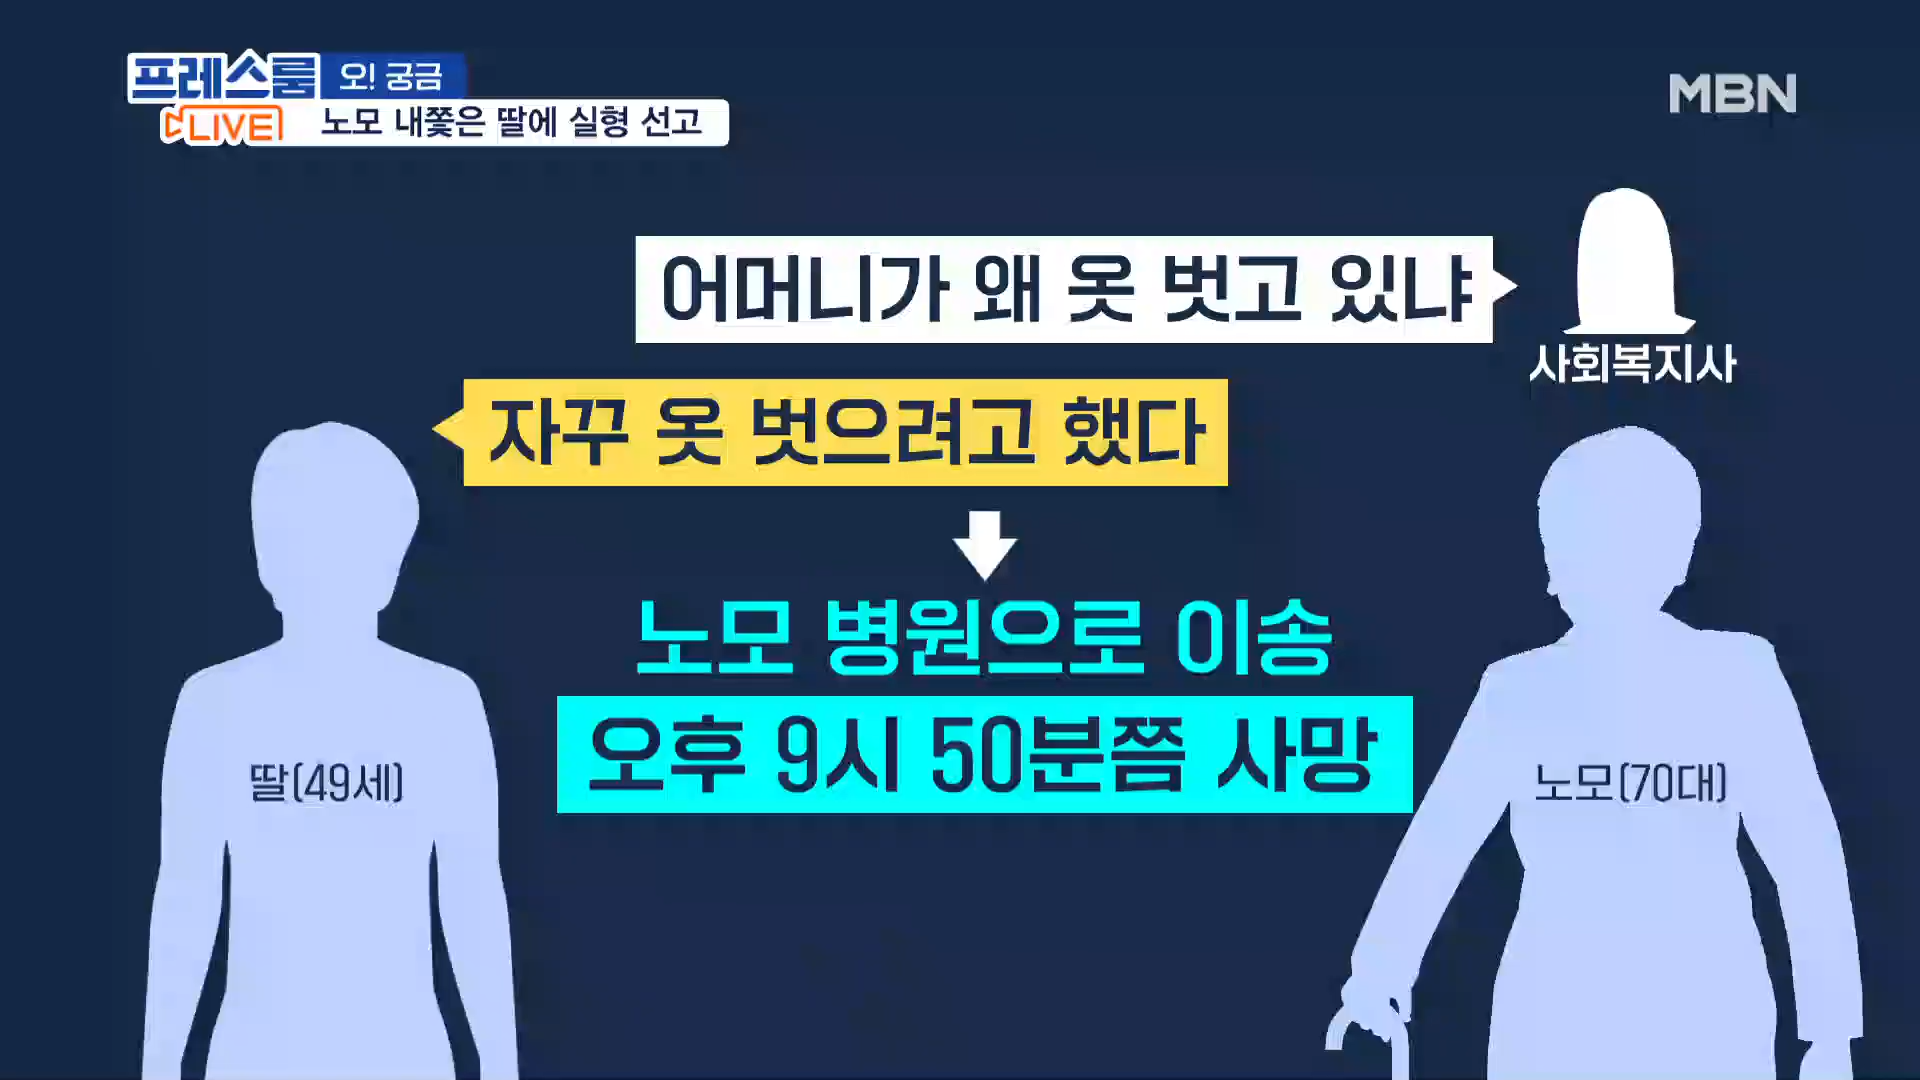 프레스룸 오! 궁금
LIVE 노모 내쫓은 딸에 실형 선고
MBN
어머니가 왜 옷 벗고 있냐
사회복지사
자꾸 옷 벗으려고 했다
노모 병원으로 이송
오후 9시 50분쯤 사망
딸(49세)
노모(70대)